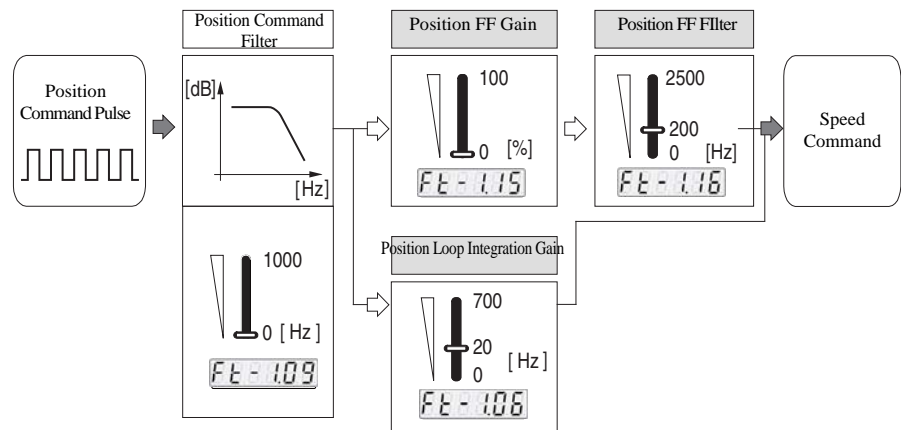 Position
Command Pulse
Position Command
Filter
[dB]
[Hz]
1000
0 [ Hz ]
Ft - 1.09
Position FF Gain
100
0 [%]
Ft - 1.15
Position Loop Integration Gain
700
20
[ Hz ]
0
Ft - 1.06
Position FF FIlter
2500
200
0 [Hz]
Ft - 1.16
Speed
Command